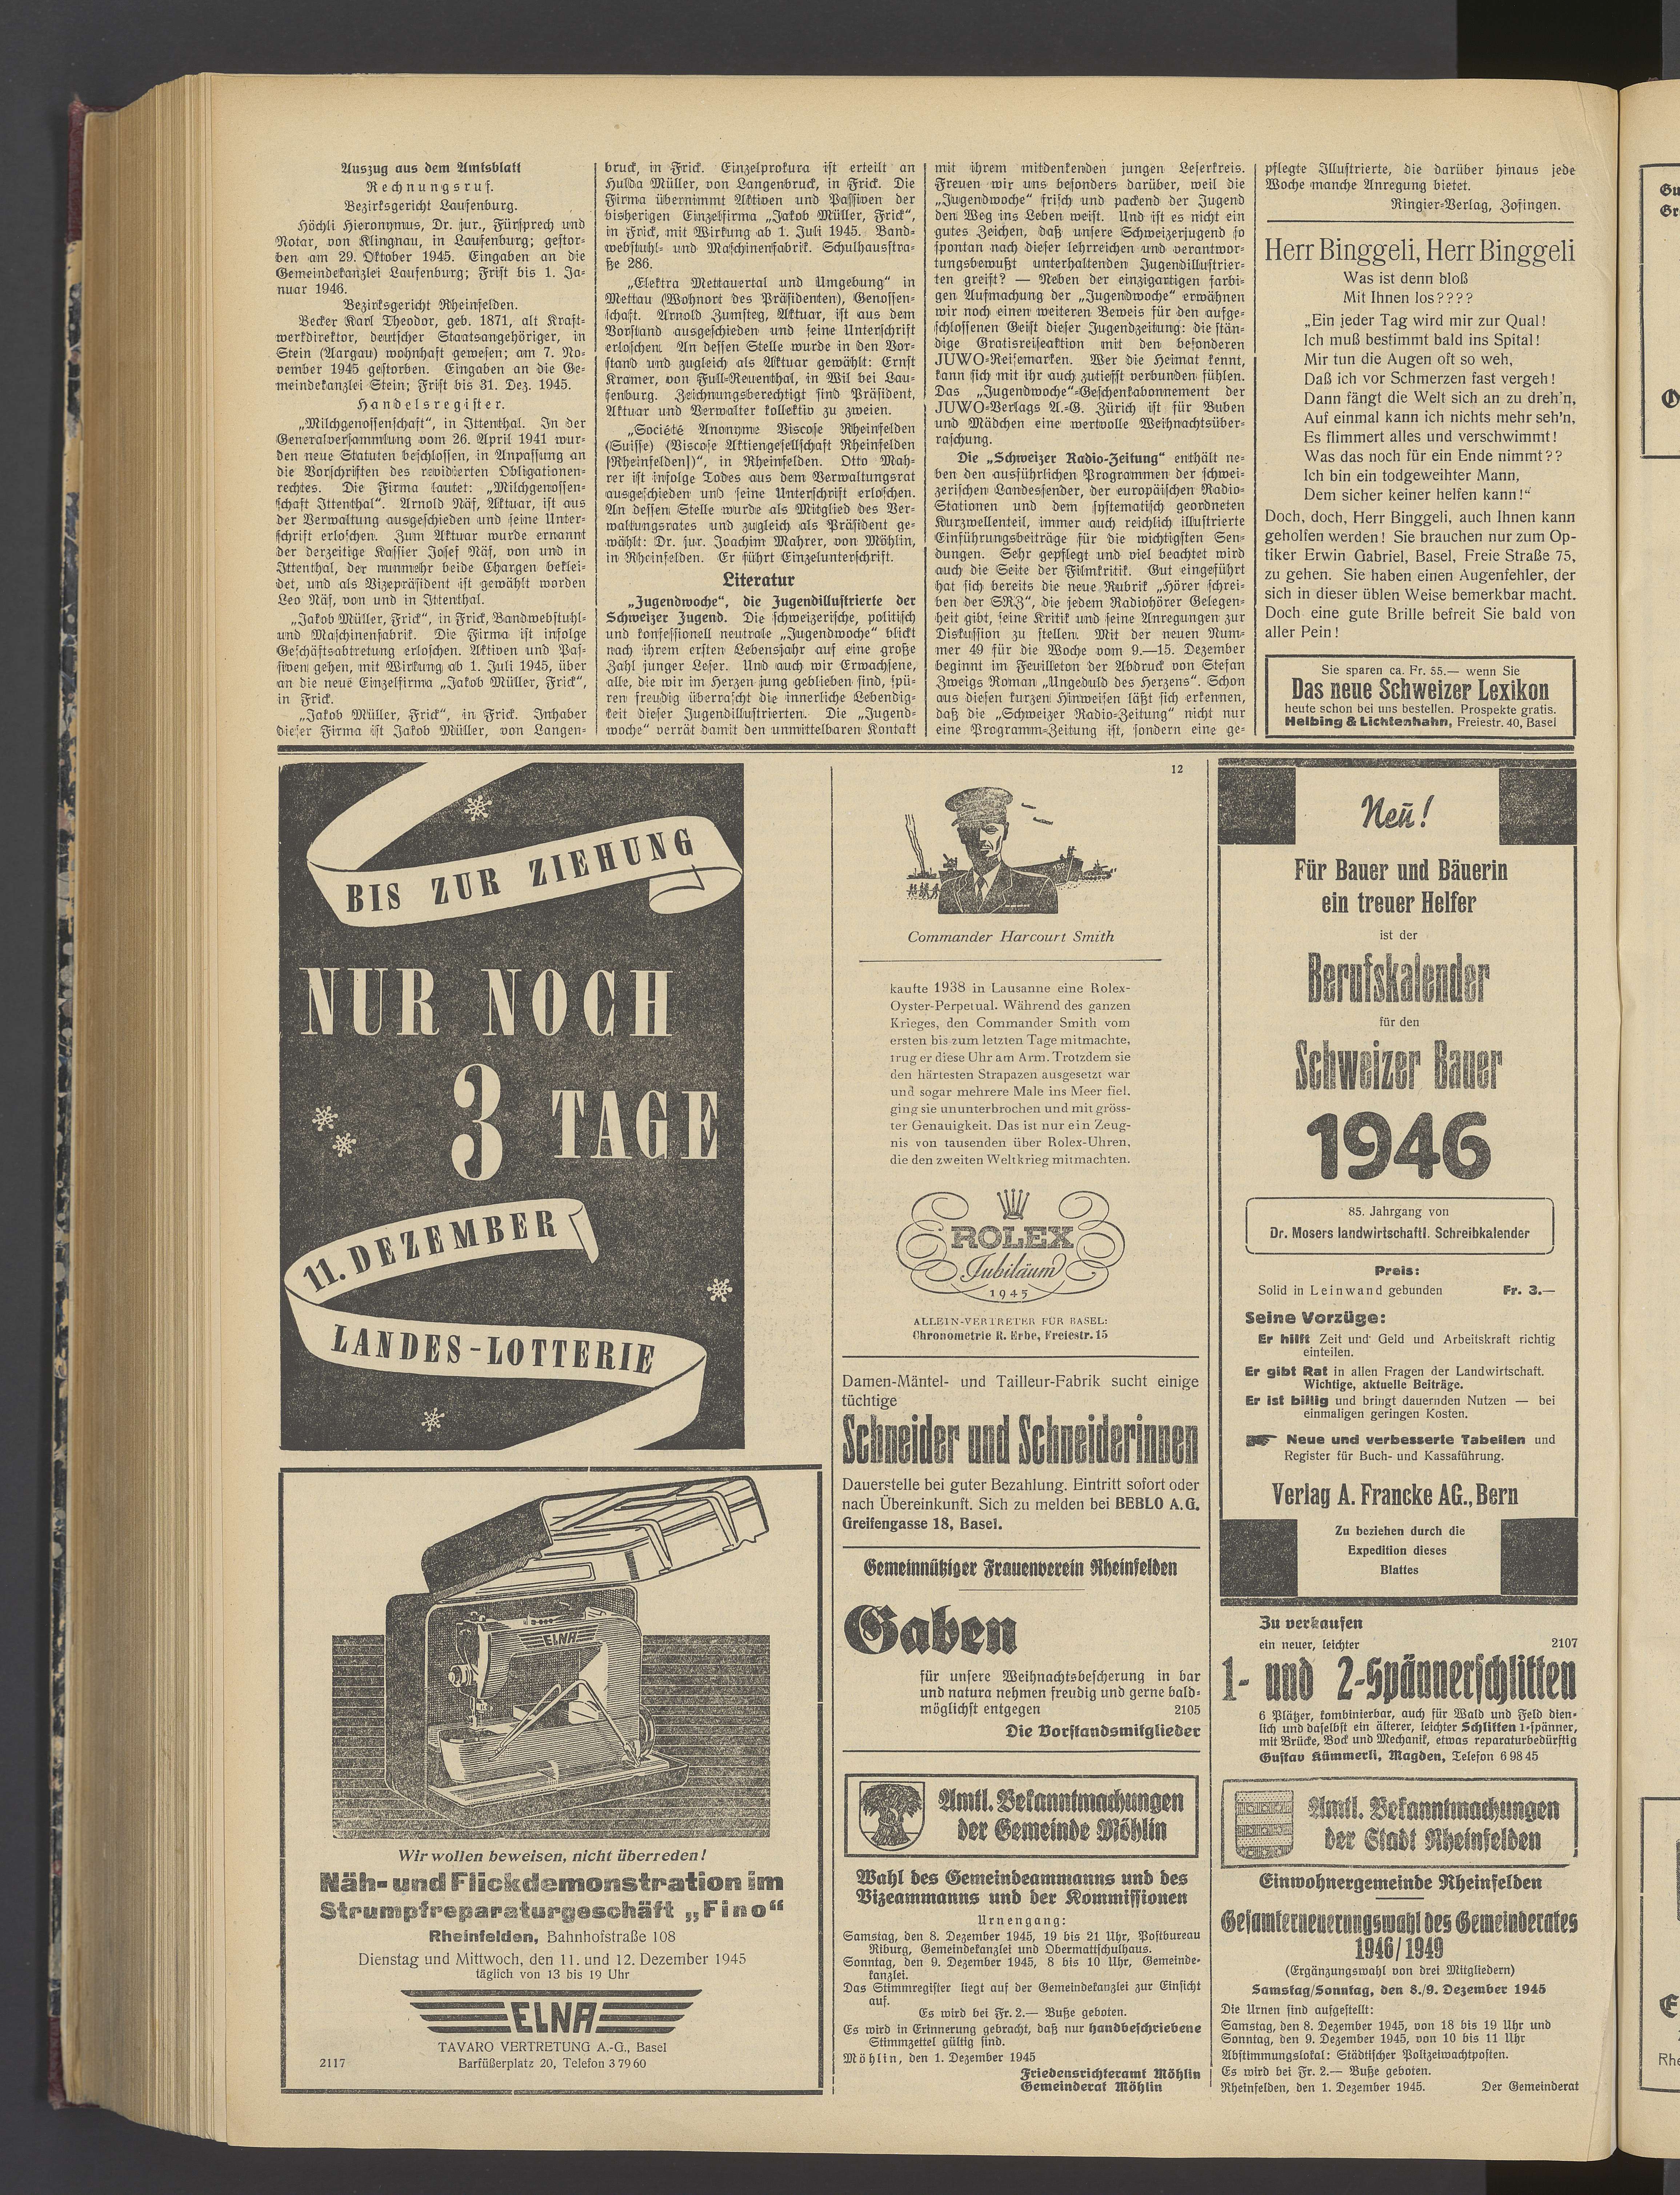 Auszug aus dem Amtsblatt
Rechnungsruf.
Bezirksgericht Laufenburg.
Höchli Hieronymus, Dr. jur., Fürsprech und
Notar, von Klingnau, in Laufenburg; gestor-
ben am 29. Oktober 1945. Eingaben an die
Gemeindekanzlei Laufenburg; Frist bis 1. Ja-
nuar 1946.
Bezirksgericht Rheinfelden.
Becker Karl Theodor, geb. 1871, alt Kraft-
werkdirektor, deutscher Staatsangehöriger, in
Stein (Aargau) wohnhaft gewesen; am 7. No-
vember 1945 gestorben. Eingaben an die Ge-
meindekanzlei Stein; Frist bis 31. Dez. 1945.
Handelsregister.
„Milchgenossenschaft“, in Ittenthal. In der
Generalversammlung vom 26. April 1941 wur-
den neue Statuten beschlossen, in Anpassung an
die Vorschriften des revidierten Obligationen-
rechtes. Die Firma lautet: „Milchgenossen-
schaft Ittenthal“. Arnold Näf, Aktuar, ist aus
der Verwaltung ausgeschieden und seine Unter-
schrift erloschen. Zum Aktuar wurde ernannt
der derzeitige Kassier Josef Näf, von und in
Ittenthal, der nunmehr beide Chargen beklei-
det, und als Vizepräsident ist gewählt worden
Leo Näf, von und in Ittenthal.
„Jakob Müller, Frick“, in Frick, Bandwebstuhl-
und Maschinenfabrik. Die Firma ist infolge
Geschäftsabtretung erloschen. Aktiven und Pas-
siven gehen, mit Wirkung ab 1. Juli 1945, über
an die neue Einzelfirma „Jakob Müller, Frick“,
in Frick.
„Jakob Müller, Frick“, in Frick. Inhaber
dieser Firma ist Jakob Müller, von Langen-
bruck, in Frick. Einzelprokura ist erteilt an
Hulda Müller, von Langenbruck, in Frick. Die
Firma übernimmt Aktiven und Passiven der
bisherigen Einzelfirma „Jakob Müller, Frick“,
in Frick, mit Wirkung ab 1. Juli 1945. Band-
webstuhl- und Maschinenfabrik. Schulhausstra-
ße 286.
„Elektra Mettauertal und Umgebung“ in
Mettau (Wohnort des Präsidenten), Genossen-
schaft. Arnold Zumsteg, Aktuar, ist aus dem
Vorstand ausgeschieden und seine Unterschrift
erloschen. An dessen Stelle wurde in den Vor-
stand und zugleich als Aktuar gewählt: Ernst
Kramer, von Full-Reuenthal, in Wil bei Lau-
fenburg. Zeichnungsberechtigt sind Präsident,
Aktuar und Verwalter kollektiv zu zweien.
„Société Anonyme Viscose Rheinfelden
(Suisse) (Viscose Aktiengesellschaft Rheinfelden
[Rheinfelden])“, in Rheinfelden. Otto Mah-
rer ist infolge Todes aus dem Verwaltungsrat
ausgeschieden und seine Unterschrift erloschen.
An dessen Stelle wurde als Mitglied des Ver-
waltungsrates und zugleich als Präsident ge-
wählt: Dr. jur. Joachim Mahrer, von Möhlin,
in Rheinfelden. Er führt Einzelunterschrift.
Literatur
„Jugendwoche“, die Jugendillustrierte der
Schweizer Jugend. Die schweizerische, politisch
und konfessionell neutrale „Jugendwoche“ blickt
nach ihrem ersten Lebensjahr auf eine große
Zahl junger Leser. Und auch wir Erwachsene,
alle, die wir im Herzen jung geblieben sind, spü-
ren freudig überrascht die innerliche Lebendig-
keit dieser Jugendillustrierten. Die „Jugend-
woche“ verrät damit den unmittelbaren Kontakt
mit ihrem mitdenkenden jungen Leserkreis.
Freuen wir uns besonders darüber, weil die
„Jugendwoche“ frisch und packend der Jugend
den Weg ins Leben weist. Und ist es nicht ein
gutes Zeichen, daß unsere Schweizerjugend so
spontan nach dieser lehrreichen und verantwor-
tungsbewußt unterhaltenden Jugendillustrier-
ten greift? — Neben der einzigartigen farbi-
gen Aufmachung der „Jugendwoche“ erwähnen
wir noch einen weiteren Beweis für den aufge-
schlossenen Geist dieser Jugendzeitung: die stän-
dige Gratisreiseaktion mit den besonderen
JUWO-Reisemarken. Wer die Heimat kennt,
kann sich mit ihr auch zutiefst verbunden fühlen.
Das „Jugendwoche“-Geschenkabonnement der
JUWO-Verlags A.-G. Zürich ist für Buben
und Mädchen eine wertvolle Weihnachtsüber-
raschung.
Die „Schweizer Radio-Zeitung“ enthält ne-
ben den ausführlichen Programmen der schwei-
zerischen Landessender, der europäischen Radio-
Stationen und dem systematisch geordneten
Kurzwellenteil, immer auch reichlich illustrierte
Einführungsbeiträge für die wichtigsten Sen-
dungen. Sehr gepflegt und viel beachtet wird
auch die Seite der Filmkritik. Gut eingeführt
hat sich bereits die neue Rubrik „Hörer schrei-
ben der SRZ“, die jedem Radiohörer Gelegen-
heit gibt, seine Kritik und seine Anregungen zur
Diskussion zu stellen. Mit der neuen Num-
mer 49 für die Woche vom 9.—15. Dezember
beginnt im Feuilleton der Abdruck von Stefan
Zweigs Roman „Ungeduld des Herzens“. Schon
aus diesen kurzen Hinweisen läßt sich erkennen,
daß die „Schweizer Radio-Zeitung“ nicht nur
eine Programm-Zeitung ist, sondern eine ge-
pflegte Illustrierte, die darüber hinaus jede
Woche manche Anregung bietet.
Ringier-Verlag, Zofingen.
Herr Binggeli, Herr Binggeli
Was ist denn bloß
Mit Ihnen los????
„Ein jeder Tag wird mir zur Qual!
Ich muß bestimmt bald ins Spital!
Mir tun die Augen oft so weh,
Daß ich vor Schmerzen fast vergeh!
Dann fängt die Welt sich an zu dreh'n,
Auf einmal kann ich nichts mehr seh'n,
Es flimmert alles und verschwimmt!
Was das noch für ein Ende nimmt??
Ich bin ein todgeweihter Mann,
Dem sicher keiner helfen kann!“
Doch, doch, Herr Binggeli, auch Ihnen kann
geholfen werden! Sie brauchen nur zum Op-
tiker Erwin Gabriel, Basel, Freie Straße 75,
zu gehen. Sie haben einen Augenfehler, der
sich in dieser üblen Weise bemerkbar macht.
Doch eine gute Brille befreit Sie bald von
aller Pein!
Sie sparen ca. Fr. 55.— wenn Sie
Das neue Schweizer Lexikon
heute schon bei uns bestellen. Prospekte gratis.
Helbing & Lichtenhahn, Freiestr. 40, Basel
BIS ZUR ZIEHUNG
NUR NOCH
3 TAGE
11. DEZEMBER
LANDES-LOTTERIE
ELNA
Wir wollen beweisen, nicht überreden!
Näh- und Flickdemonstration im
Strumpfreparaturgeschäft „Fino“
Rheinfelden, Bahnhofstraße 108
Dienstag und Mittwoch, den 11. und 12. Dezember 1945
täglich von 13 bis 19 Uhr
ELNA
TAVARO VERTRETUNG A.-G., Basel
2117 Barfüßerplatz 20, Telefon 3 79 60
12
Commander Harcourt Smith
kaufte 1938 in Lausanne eine Rolex-
Oyster-Perpetual. Während des ganzen
Krieges, den Commander Smith vom
ersten bis zum letzten Tage mitmachte,
trug er diese Uhr am Arm. Trotzdem sie
den härtesten Strapazen ausgesetzt war
und sogar mehrere Male ins Meer fiel,
ging sie ununterbrochen und mit gröss-
ter Genauigkeit. Das ist nur ein Zeug-
nis von tausenden über Rolex-Uhren,
die den zweiten Weltkrieg mitmachten.
ROLEX
Jubiläum
1945
ALLEIN-VERTRETER FÜR BASEL:
Chronometrie R. Erbe, Freiestr. 15
Damen-Mäntel- und Tailleur-Fabrik sucht einige
tüchtige
Schneider und Schneiderinnen
Dauerstelle bei guter Bezahlung. Eintritt sofort oder
nach Übereinkunft. Sich zu melden bei BEBLO A.G.
Greifengasse 18, Basel.
Gemeinnütziger Frauenverein Rheinfelden
Gaben
für unsere Weihnachtsbescherung in bar
und natura nehmen freudig und gerne bald-
möglichst entgegen 2105
Die Vorstandsmitglieder
Amtl. Bekanntmachungen
der Gemeinde Möhlin
Wahl des Gemeindeammanns und des
Vizeammanns und der Kommissionen
Urnengang:
Samstag, den 8. Dezember 1945, 19 bis 21 Uhr, Postbureau
Riburg, Gemeindekanzlei und Obermattschulhaus.
Sonntag, den 9. Dezember 1945, 8 bis 10 Uhr, Gemeinde-
kanzlei.
Das Stimmregister liegt auf der Gemeindekanzlei zur Einsicht
auf.
Es wird bei Fr. 2.— Buße geboten.
Es wird in Erinnerung gebracht, daß nur handbeschriebene
Stimmzettel gültig sind.
Möhlin, den 1. Dezember 1945
Friedensrichteramt Möhlin
Gemeinderat Möhlin
Neu!
Für Bauer und Bäuerin
ein treuer Helfer
ist der
Berufskalender
für den
Schweizer Bauer
1946
85. Jahrgang von
Dr. Mosers landwirtschaftl. Schreibkalender
Preis:
Solid in Leinwand gebunden Fr. 3.—
Seine Vorzüge:
Er hilft Zeit und Geld und Arbeitskraft richtig
einteilen.
Er gibt Rat in allen Fragen der Landwirtschaft.
Wichtige, aktuelle Beiträge.
Er ist billig und bringt dauernden Nutzen — bei
einmaligen geringen Kosten.
Neue und verbesserte Tabellen und
Register für Buch- und Kassaführung.
Verlag A. Francke AG., Bern
Zu beziehen durch die
Expedition dieses
Blattes
Zu verkaufen
ein neuer, leichter 2107
1- und 2-Spännerschlitten
6 Plätzer, kombinierbar, auch für Wald und Feld dien-
lich und daselbst ein älterer, leichter Schlitten 1-spänner,
mit Brücke, Bock und Mechanik, etwas reparaturbedürftig
Gustav Kümmerli, Magden, Telefon 6 98 45
Amtl. Bekanntmachungen
der Stadt Rheinfelden
Einwohnergemeinde Rheinfelden
Gesamterneuerungswahl des Gemeinderates
1946/1949
(Ergänzungswahl von drei Mitgliedern)
Samstag/Sonntag, den 8./9. Dezember 1945
Die Urnen sind aufgestellt:
Samstag, den 8. Dezember 1945, von 18 bis 19 Uhr und
Sonntag, den 9. Dezember 1945, von 10 bis 11 Uhr
Abstimmungslokal: Städtischer Polizeiwachtposten.
Es wird bei Fr. 2.— Buße geboten.
Rheinfelden, den 1. Dezember 1945. Der Gemeinderat